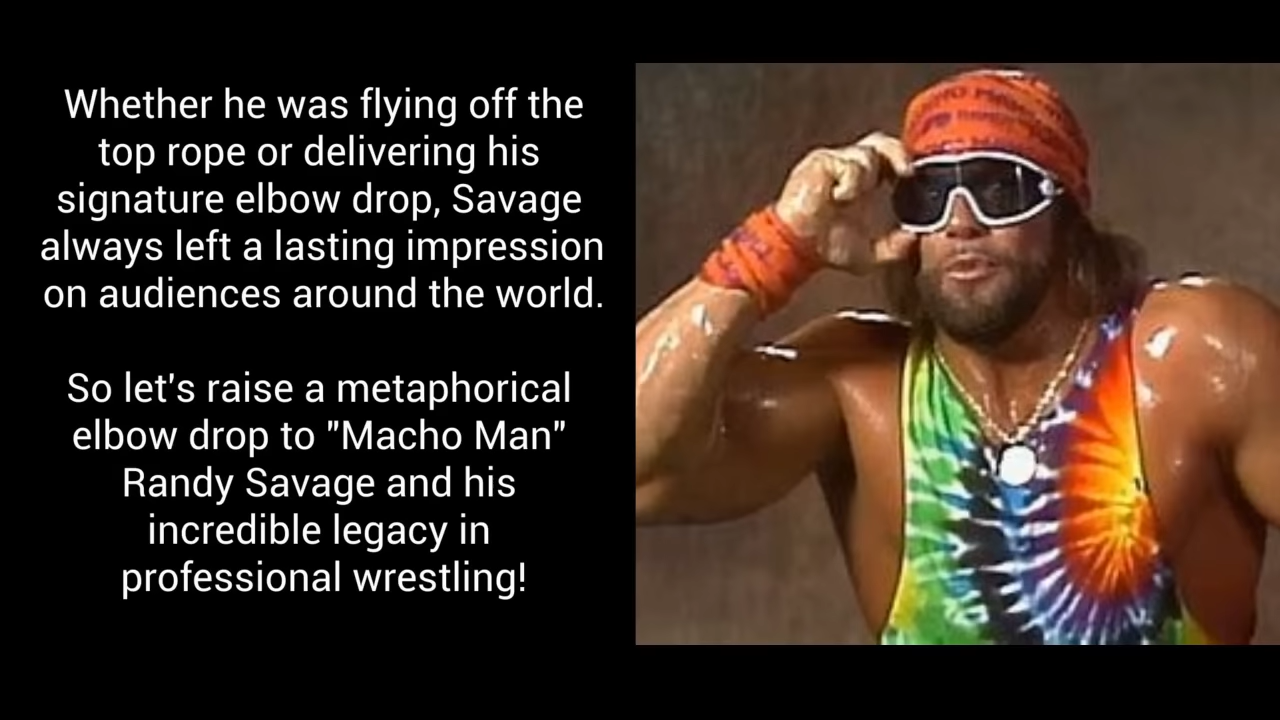 Whether he was flying off the
top rope or delivering his
signature elbow drop, Savage
always left a lasting impression
on audiences around the world.
So let's raise a metaphorical
elbow drop to "Macho Man"
Randy Savage and his
incredible legacy in
professional wrestling!